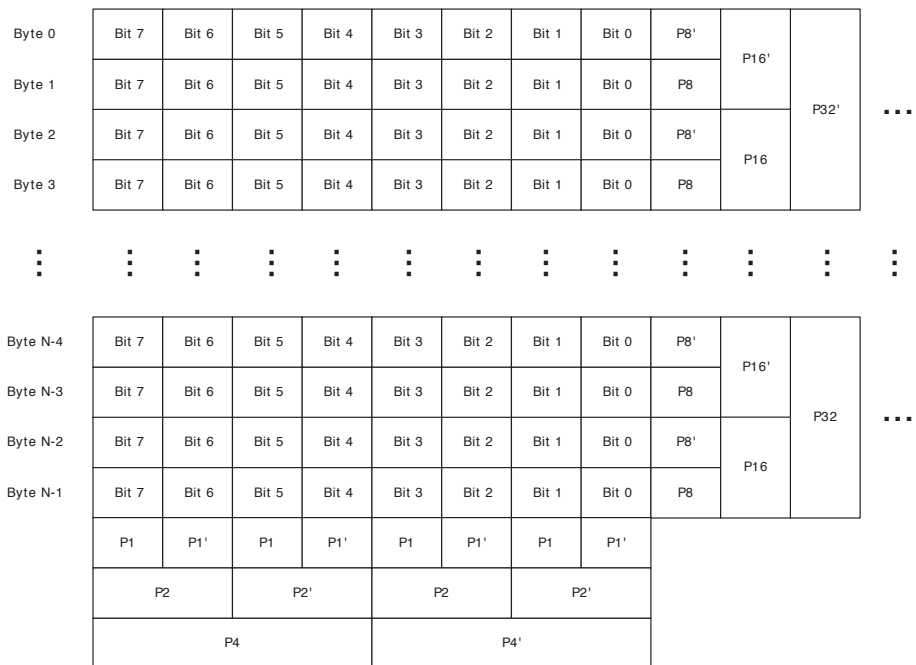 Byte 0 Bit 7 Bit 6 Bit 5 Bit 4 Bit 3 Bit 2 Bit 1 Bit 0 P8'
P16'
Byte 1 Bit 7 Bit 6 Bit 5 Bit 4 Bit 3 Bit 2 Bit 1 Bit 0 P8
P32' ...
Byte 2 Bit 7 Bit 6 Bit 5 Bit 4 Bit 3 Bit 2 Bit 1 Bit 0 P8'
P16
Byte 3 Bit 7 Bit 6 Bit 5 Bit 4 Bit 3 Bit 2 Bit 1 Bit 0 P8
⋮ ⋮ ⋮ ⋮ ⋮ ⋮ ⋮ ⋮ ⋮ ⋮ ⋮ ⋮ ⋮
Byte N-4 Bit 7 Bit 6 Bit 5 Bit 4 Bit 3 Bit 2 Bit 1 Bit 0 P8'
P16'
Byte N-3 Bit 7 Bit 6 Bit 5 Bit 4 Bit 3 Bit 2 Bit 1 Bit 0 P8
P32 ...
Byte N-2 Bit 7 Bit 6 Bit 5 Bit 4 Bit 3 Bit 2 Bit 1 Bit 0 P8'
P16
Byte N-1 Bit 7 Bit 6 Bit 5 Bit 4 Bit 3 Bit 2 Bit 1 Bit 0 P8
P1 P1' P1 P1' P1 P1' P1 P1'
P2 P2' P2 P2'
P4 P4'